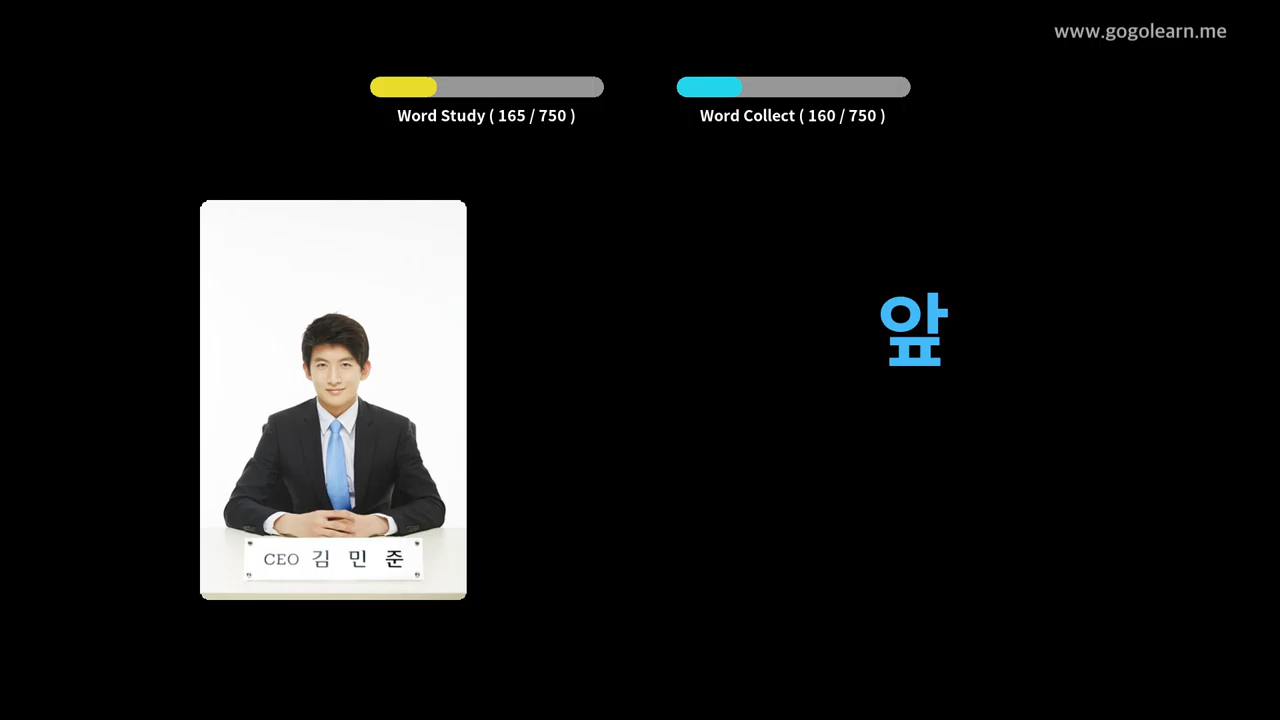 www.gogolearn.me
Word Study ( 165 / 750 )
Word Collect ( 160 / 750 )
앞
CEO 김 민 준